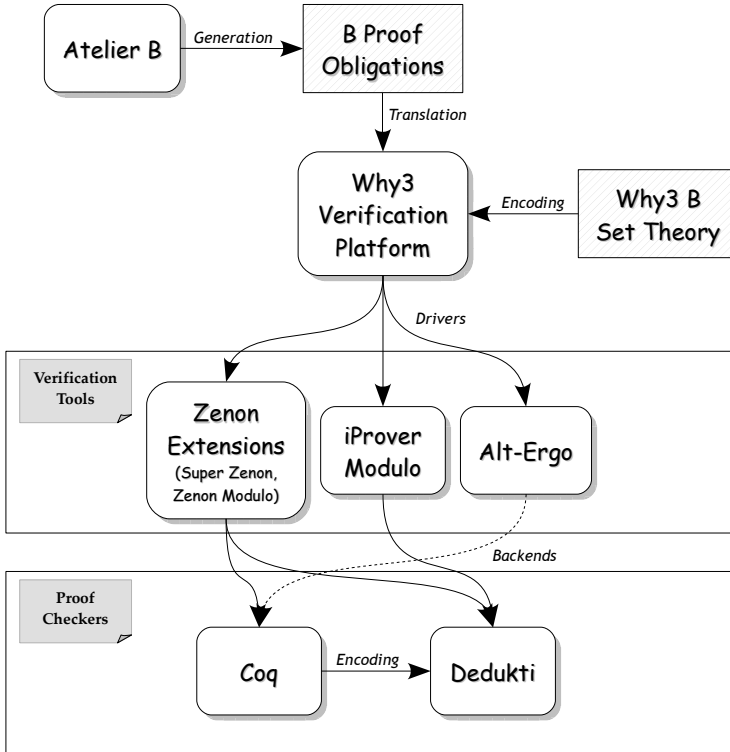 Atelier B
Generation
B Proof
Obligations
Translation
Why3
Verification
Platform
Encoding
Why3 B
Set Theory
Drivers
Verification
Tools
Zenon
Extensions
(Super Zenon,
Zenon Modulo)
iProver
Modulo
Alt-Ergo
Backends
Proof
Checkers
Coq
Encoding
Dedukti